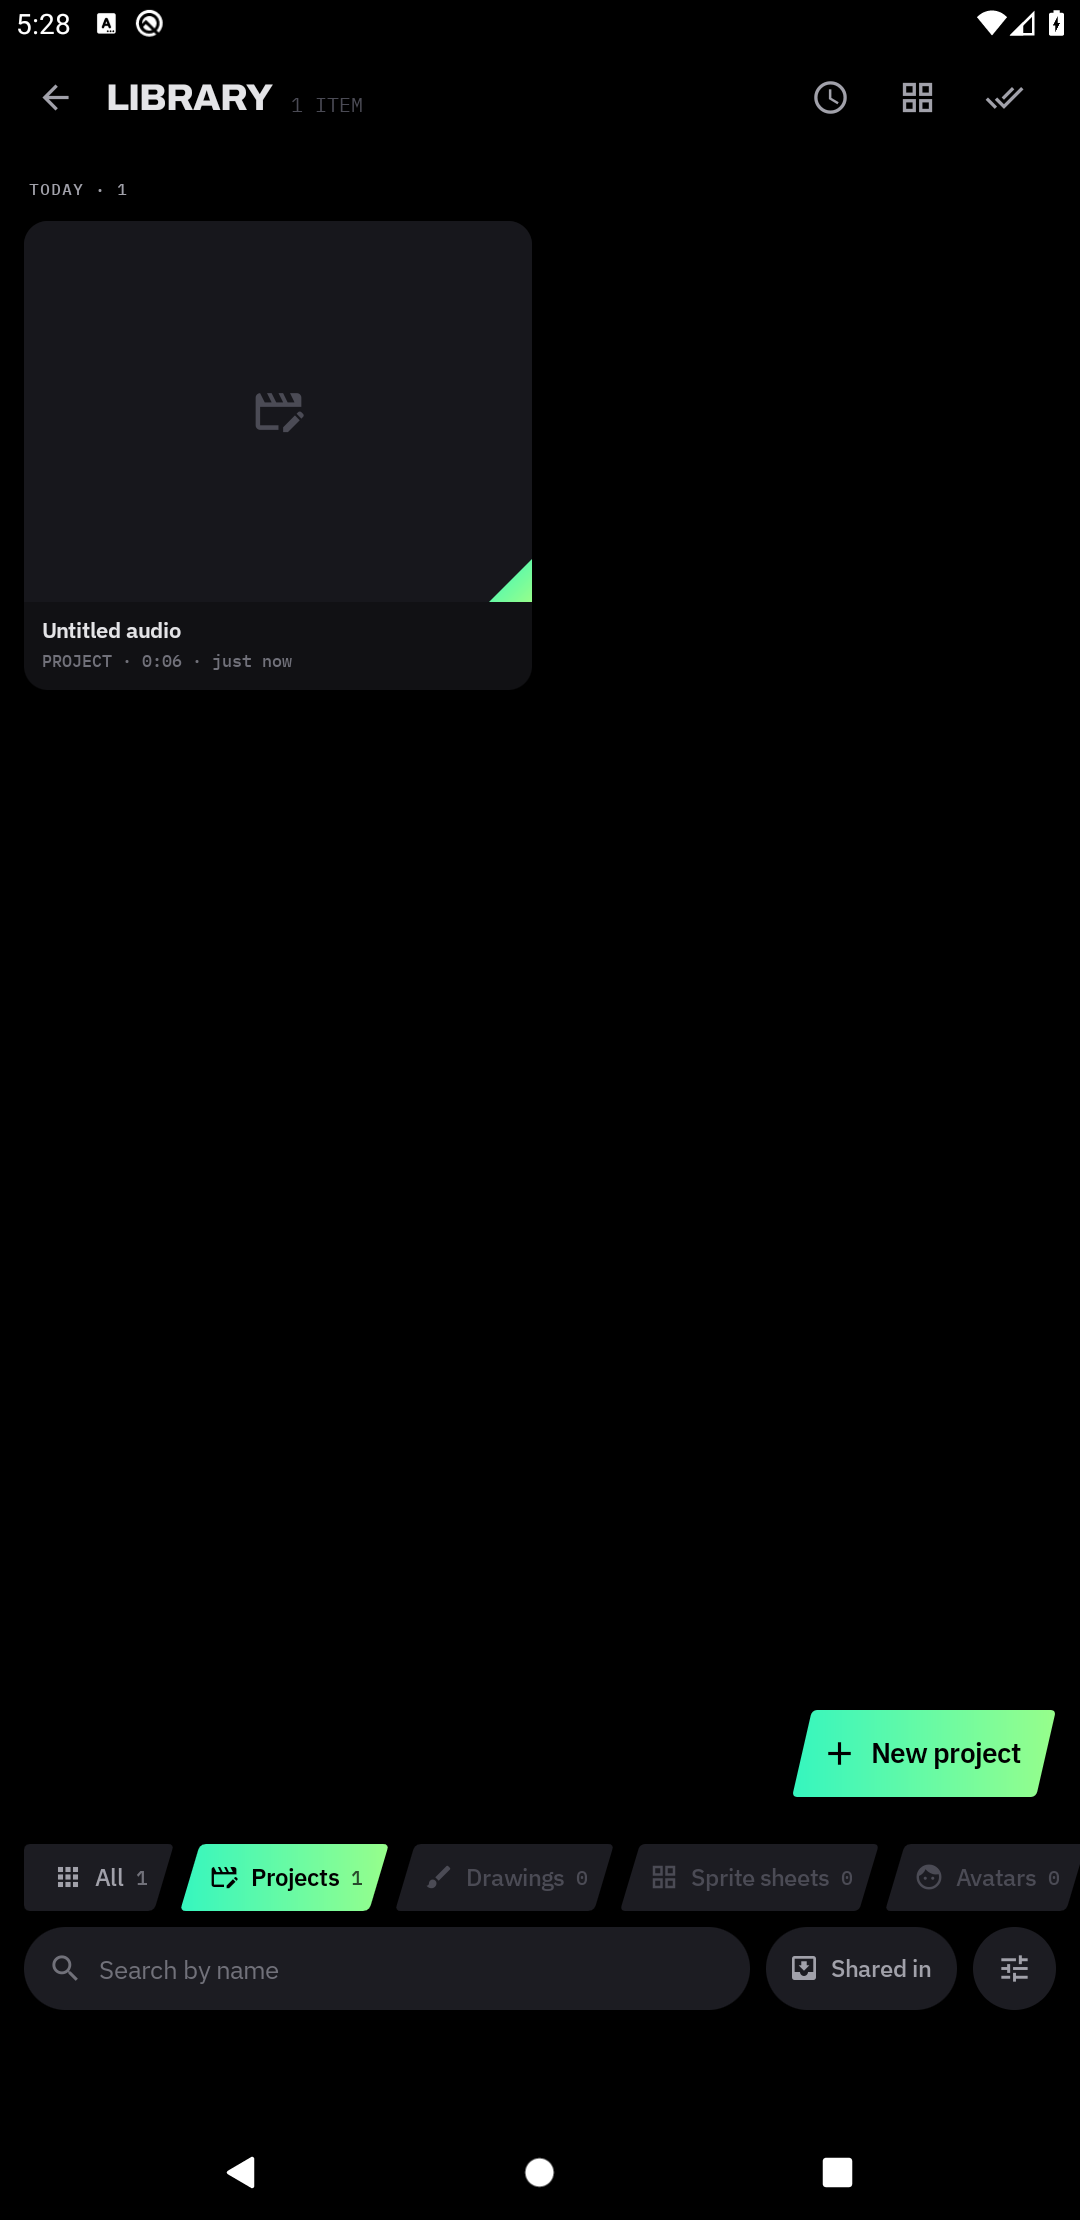 5:28
LIBRARY 1 ITEM
TODAY · 1
Untitled audio
PROJECT · 0:06 · just now
New project
All 1 Projects 1 Drawings 0 Sprite sheets 0 Avatars 0
Search by name Shared in